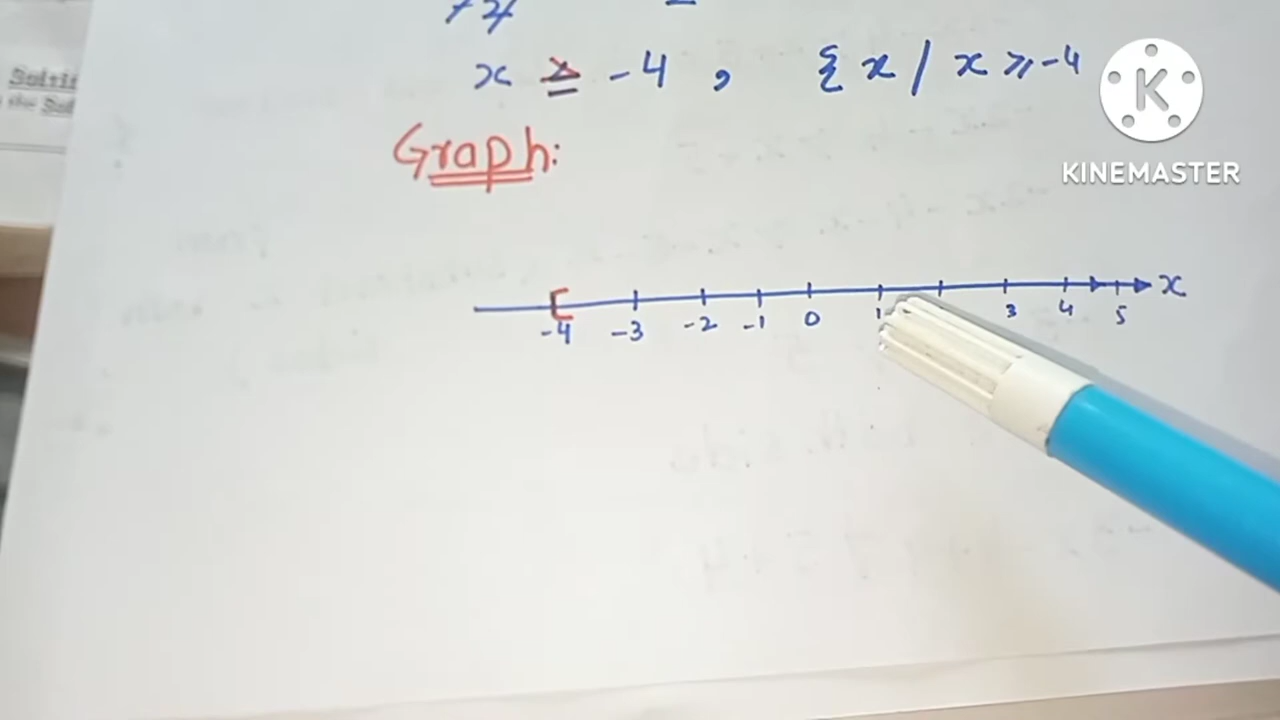 x ≥ -4 , {x / x ≥ -4
K
KINEMASTER
Graph:
x
-4 -3 -2 -1 0 1 3 4 5